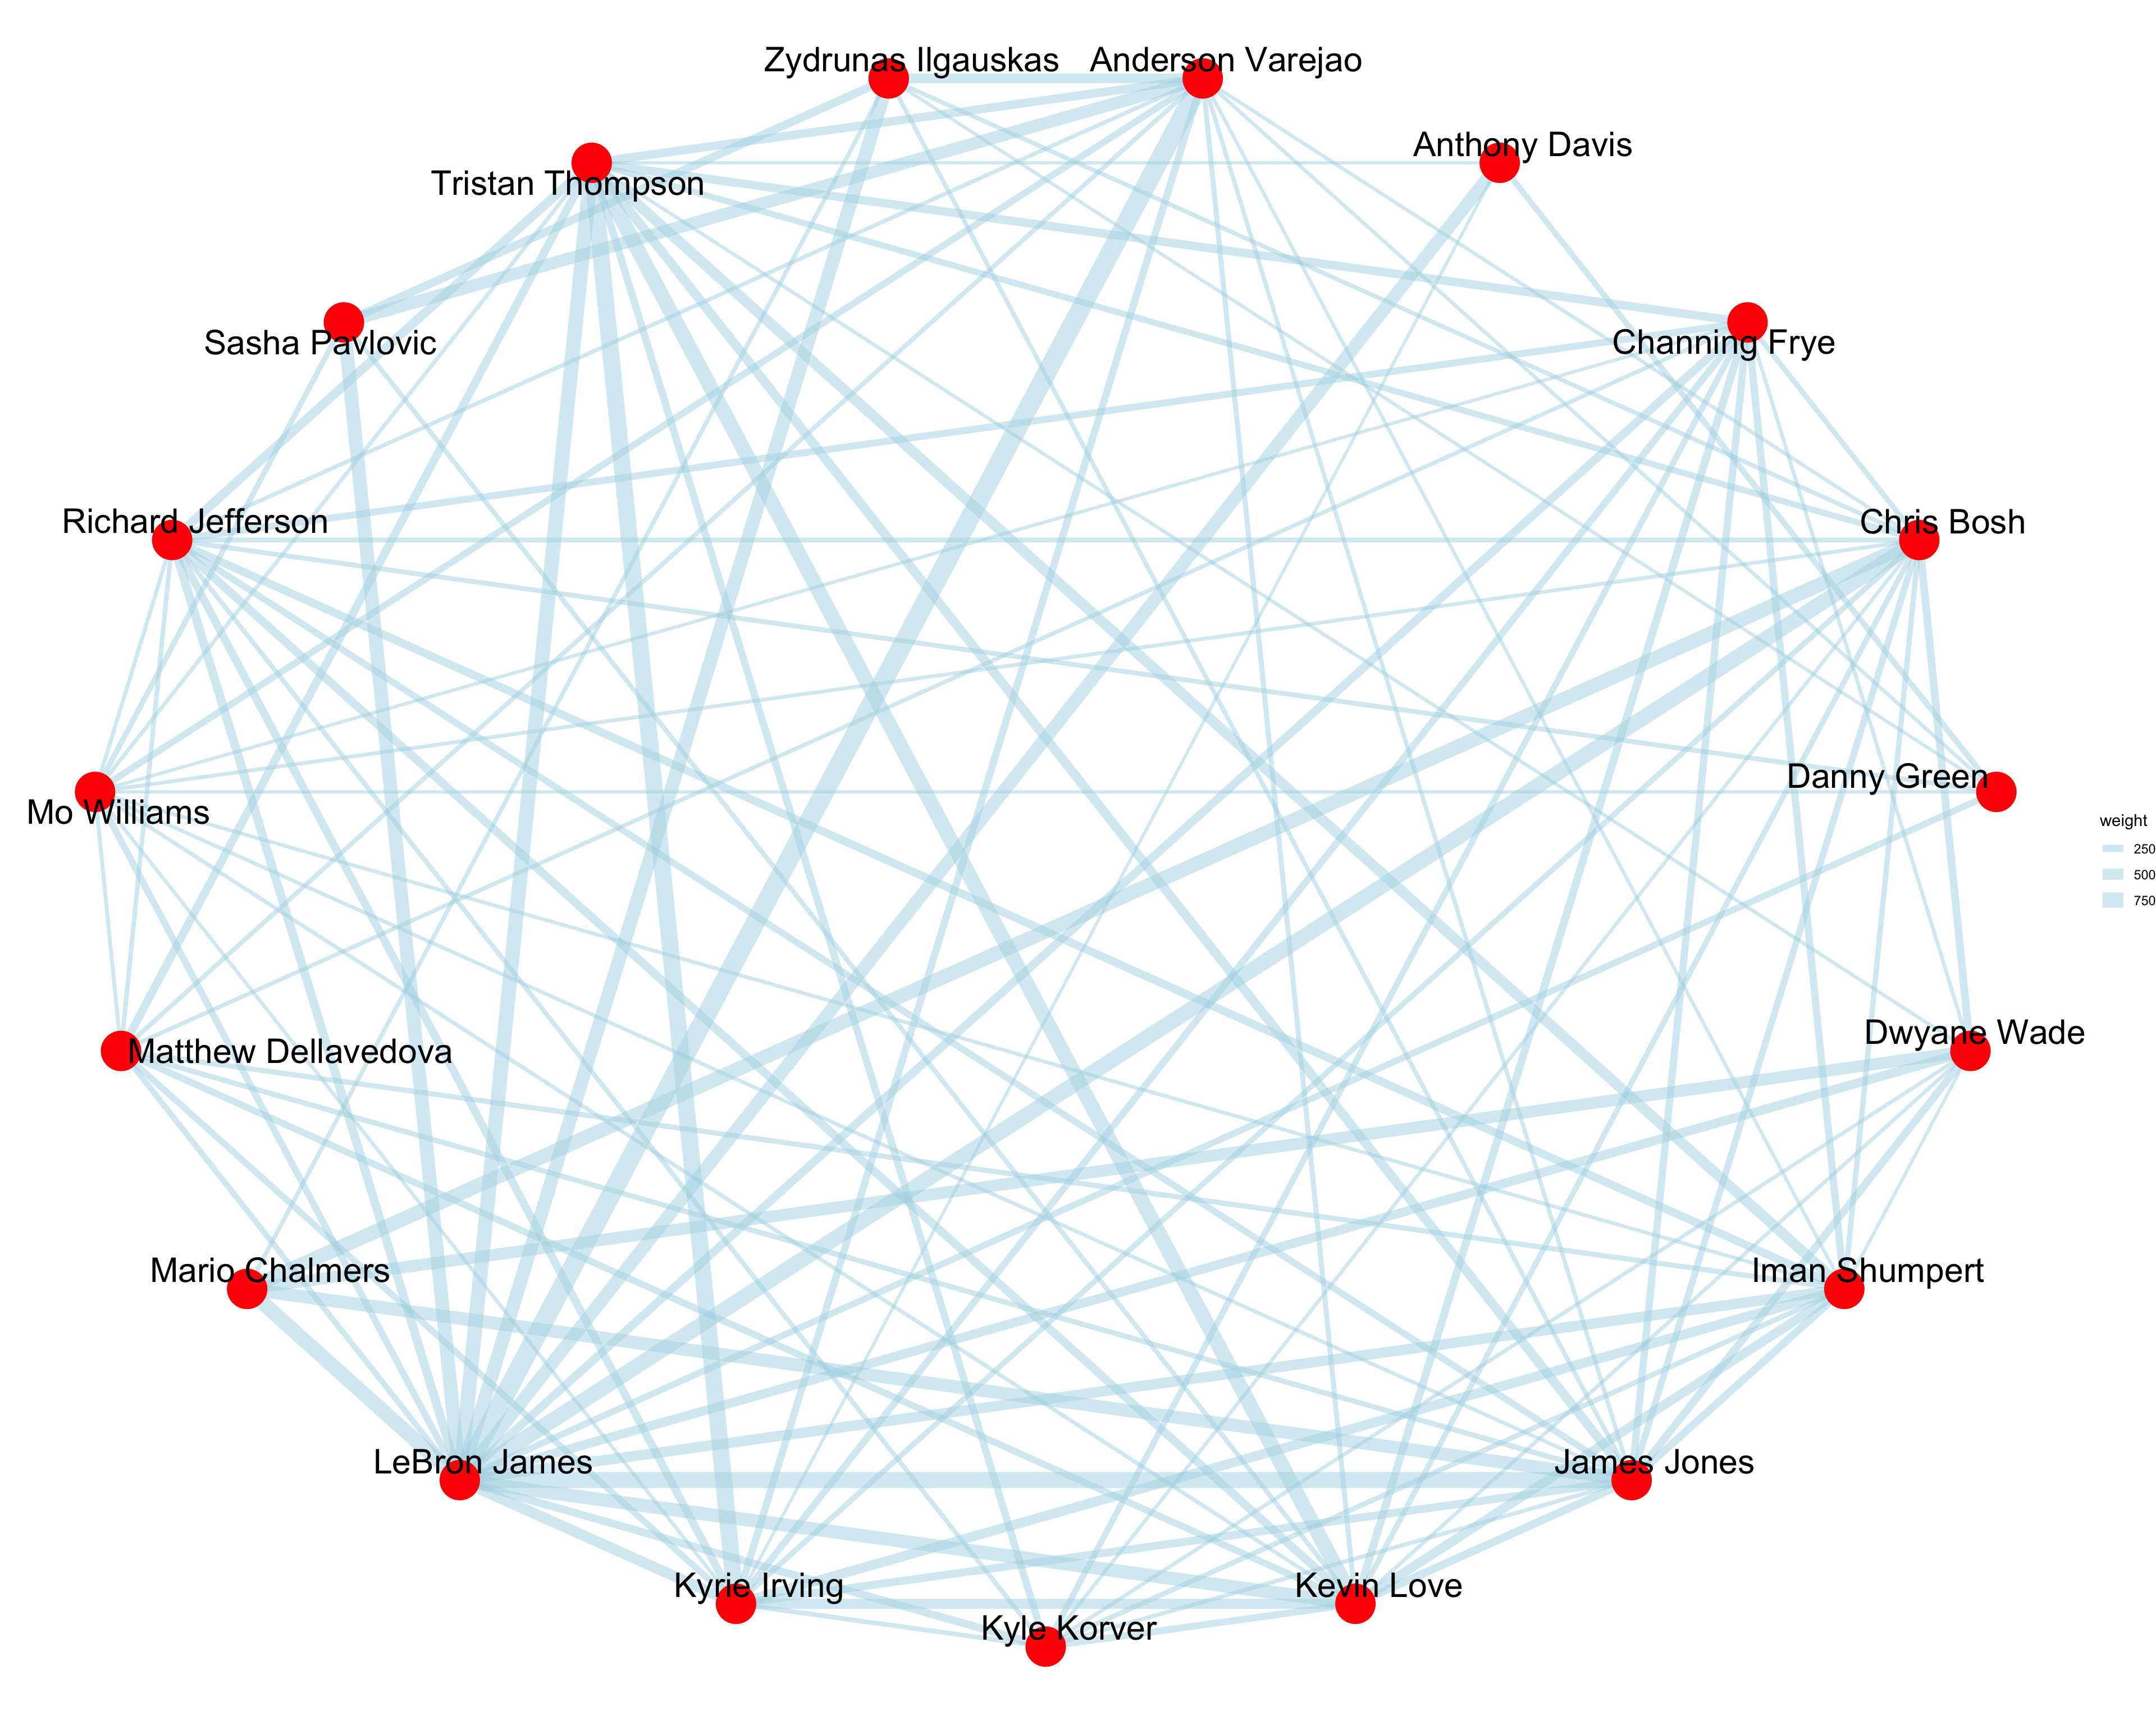 Zydrunas Ilgauskas
Anderson Varejao
Anthony Davis
Tristan Thompson
Sasha Pavlovic
Channing Frye
Richard Jefferson
Chris Bosh
Danny Green
Mo Williams
weight
250
500
750
Dwyane Wade
Matthew Dellavedova
Mario Chalmers
Iman Shumpert
LeBron James
James Jones
Kyrie Irving
Kevin Love
Kyle Korver